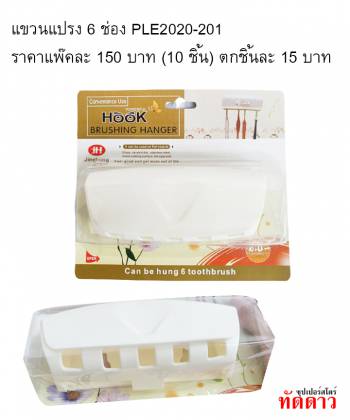 แขวนแปรง 6 ช่อง PLE2020-201
ราคาแพ๊คละ 150 บาท (10 ชิ้น) ตกชิ้นละ 15 บาท
Convenience Use
POWERFUL
HOOK
BRUSHING HANGER
JH
Can be hung 6 toothbrush
OPEN
ซุปเปอร์สโตร์
ทัดดาว